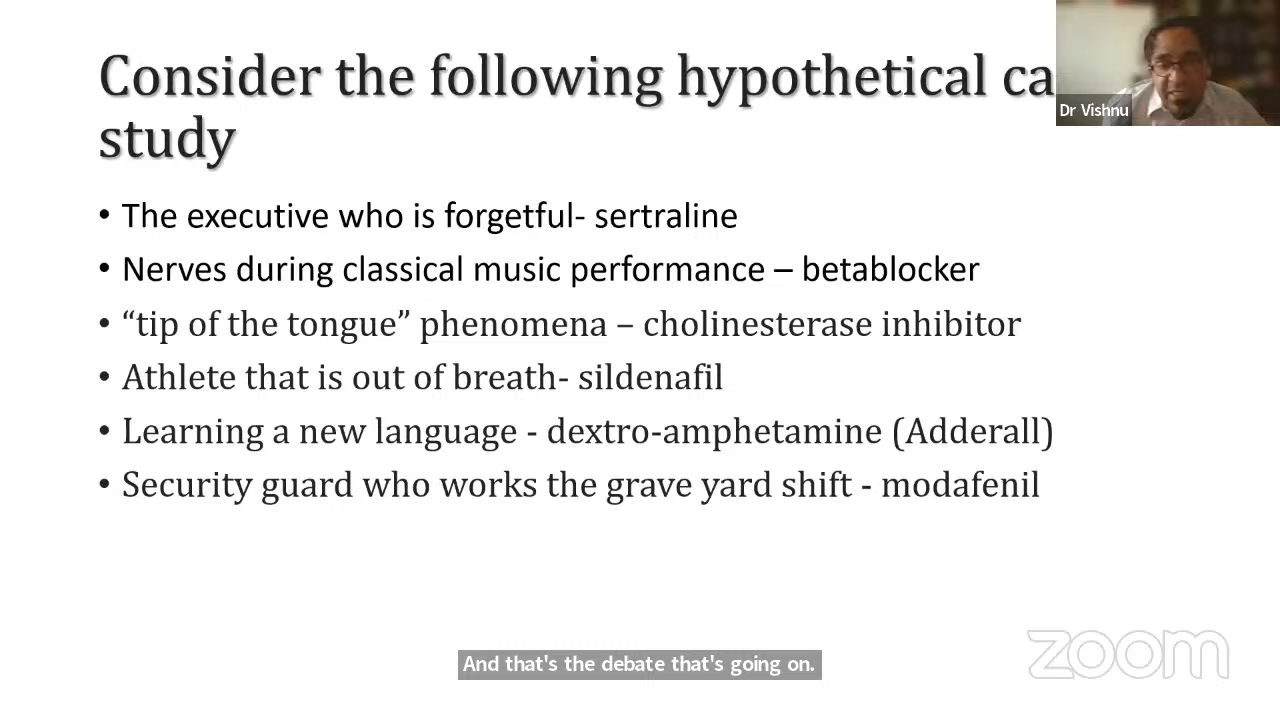 Consider the following hypothetical ca
study
Dr Vishnu
• The executive who is forgetful- sertraline
• Nerves during classical music performance – betablocker
• “tip of the tongue” phenomena – cholinesterase inhibitor
• Athlete that is out of breath- sildenafil
• Learning a new language - dextro-amphetamine (Adderall)
• Security guard who works the grave yard shift - modafenil
And that's the debate that's going on.
zoom